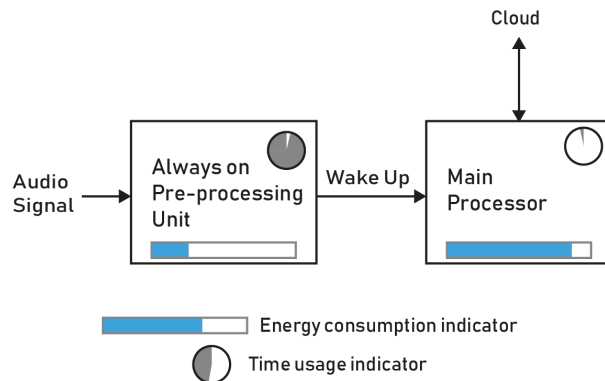 Cloud
Audio
Signal
Always on
Pre-processing
Unit
Wake Up
Main
Processor
Energy consumption indicator
Time usage indicator